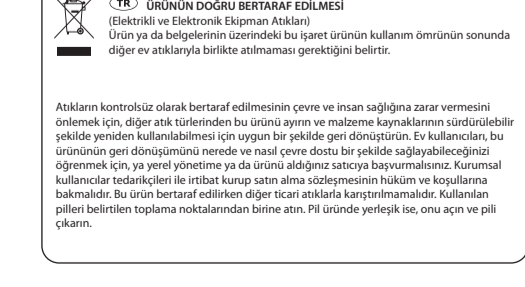 TR ÜRÜNÜN DOĞRU BERTARAF EDİLMESİ
(Elektrikli ve Elektronik Ekipman Atıkları)
Ürün ya da belgelerinin üzerindeki bu işaret ürünün kullanım ömrünün sonunda
diğer ev atıklarıyla birlikte atılmaması gerektiğini belirtir.
Atıkların kontrolsüz olarak bertaraf edilmesinin çevre ve insan sağlığına zarar vermesini
önlemek için, diğer atık türlerinden bu ürünü ayırın ve malzeme kaynaklarının sürdürülebilir
şekilde yeniden kullanılabilmesi için uygun bir şekilde geri dönüştürün. Ev kullanıcıları, bu
ürününün geri dönüşümünü nerede ve nasıl çevre dostu bir şekilde sağlayabileceğinizi
öğrenmek için, ya yerel yönetime ya da ürünü aldığınız satıcıya başvurmalısınız. Kurumsal
kullanıcılar tedarikçileri ile irtibat kurup satın alma sözleşmesinin hüküm ve koşullarına
bakmalıdır. Bu ürün bertaraf edilirken diğer ticari atıklarla karıştırılmamalıdır. Kullanılan
pilleri belirtilen toplama noktalarından birine atın. Pil üründe yerleşik ise, onu açın ve pili
çıkarın.